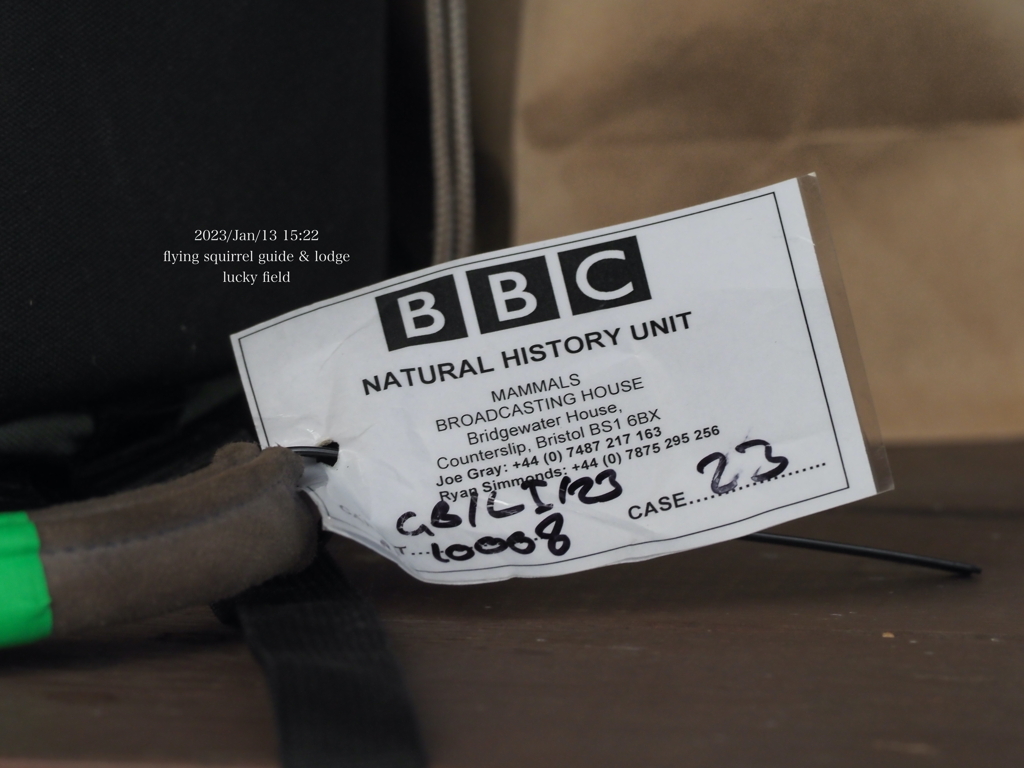 2023/Jan/13 15:22
flying squirrel guide & lodge
lucky field
BBC
NATURAL HISTORY UNIT
MAMMALS
BROADCASTING HOUSE
Bridgewater House,
Counterslip, Bristol BS1 6BX
Joe Gray: +44 (0) 7487 217 163
Ryan Simmonds: +44 (0) 7875 295 256
GB/LI/23
10008
CASE 23